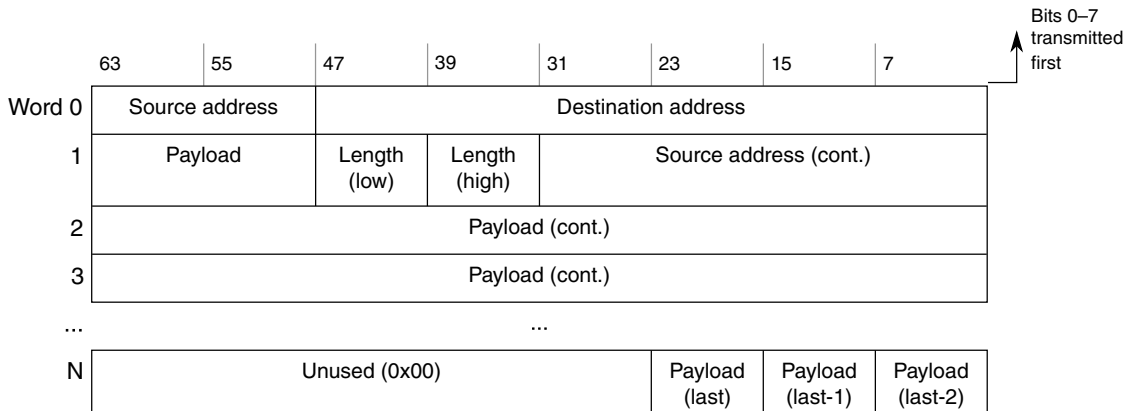 Bits 0–7
transmitted
first
63 55 47 39 31 23 15 7
Word 0 Source address Destination address
1 Payload Length Length Source address (cont.)
(low) (high)
2 Payload (cont.)
3 Payload (cont.)
... ...
N Unused (0x00) Payload Payload Payload
(last) (last-1) (last-2)